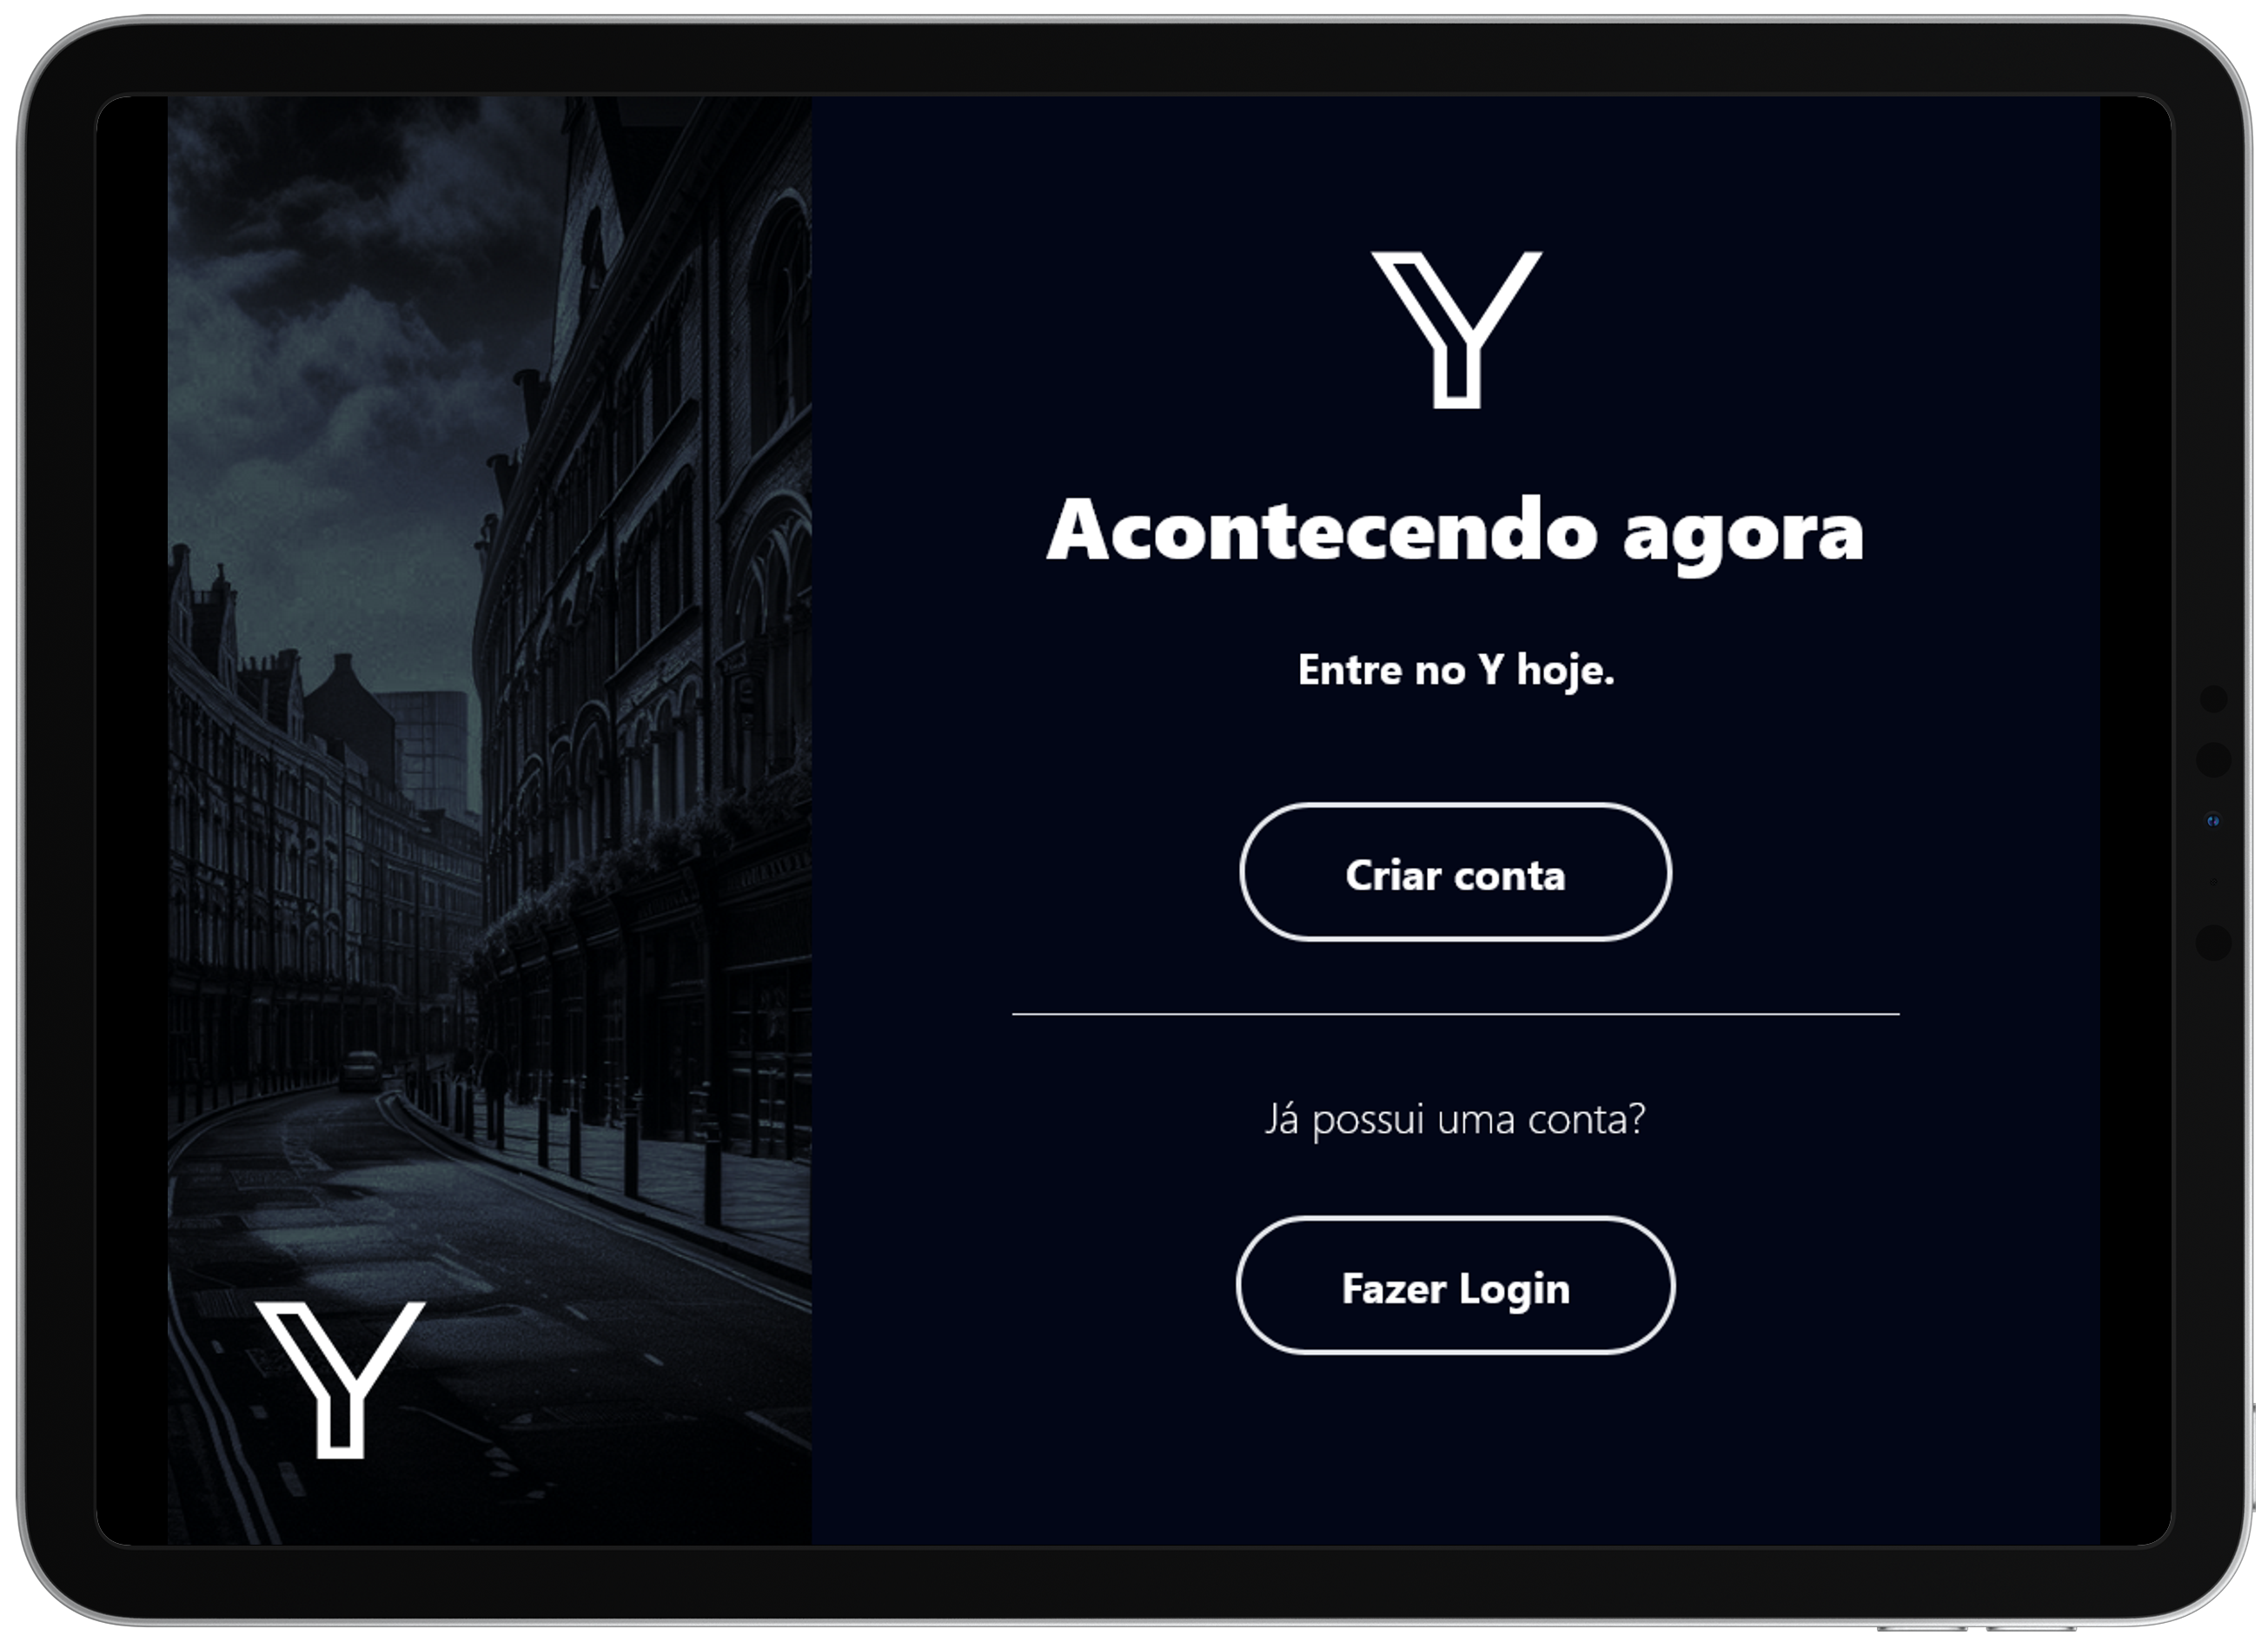 Y
Acontecendo agora
Entre no Y hoje.
Criar conta
Já possui uma conta?
Fazer Login
Y